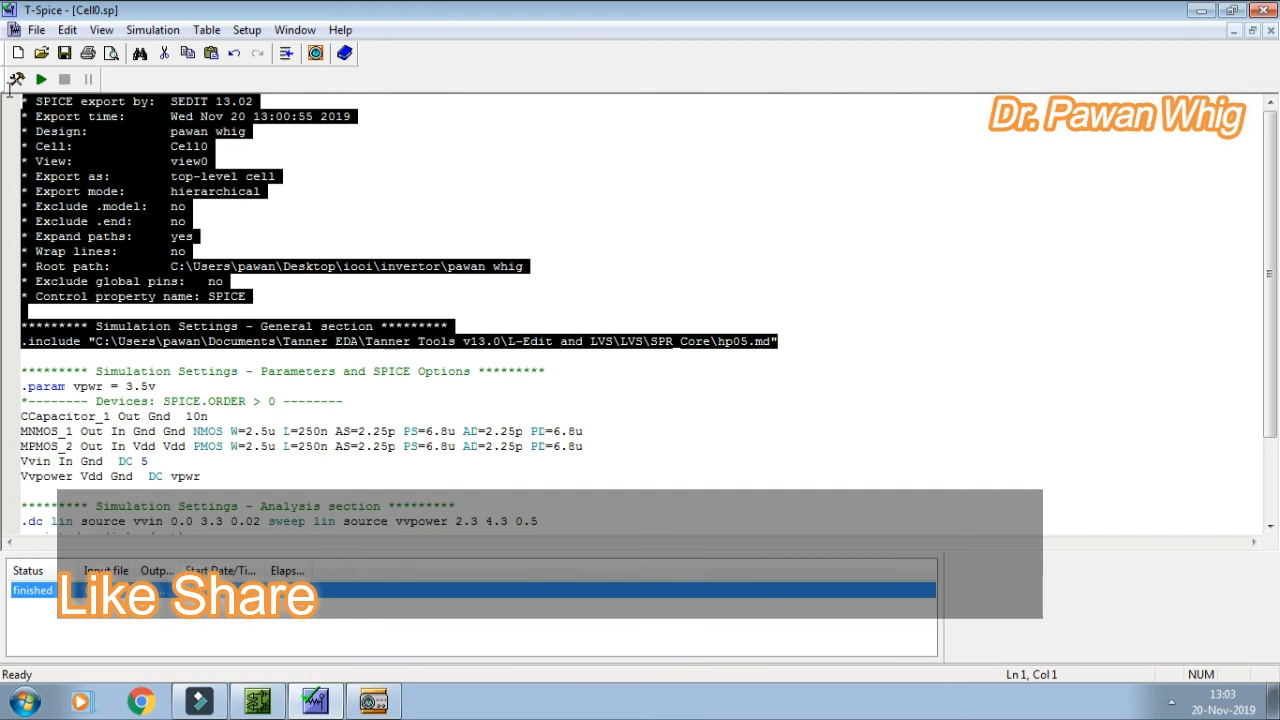 T-Spice - [Cell0.sp]
File Edit View Simulation Table Setup Window Help
Dr. Pawan Whig
* SPICE export by: SEDIT 13.02
* Export time: Wed Nov 20 13:00:55 2019
* Design: pawan whig
* Cell: Cell0
* View: view0
* Export as: top-level cell
* Export mode: hierarchical
* Exclude .model: no
* Exclude .end: no
* Expand paths: yes
* Wrap lines: no
* Root path: C:\Users\pawan\Desktop\iooi\invertor\pawan whig
* Exclude global pins: no
* Control property name: SPICE
********* Simulation Settings - General section *********
.include "C:\Users\pawan\Documents\Tanner EDA\Tanner Tools v13.0\L-Edit and LVS\LVS\SPR_Core\hp05.md"
********* Simulation Settings - Parameters and SPICE Options *********
.param vpwr = 3.5v
*-------- Devices: SPICE.ORDER > 0 --------
CCapacitor_1 Out Gnd 10n
MNMOS_1 Out In Gnd Gnd NMOS W=2.5u L=250n AS=2.25p PS=6.8u AD=2.25p PD=6.8u
MPMOS_2 Out In Vdd Vdd PMOS W=2.5u L=250n AS=2.25p PS=6.8u AD=2.25p PD=6.8u
Vvin In Gnd DC 5
Vvpower Vdd Gnd DC vpwr
********* Simulation Settings - Analysis section *********
.dc lin source vvin 0.0 3.3 0.02 sweep lin source vvpower 2.3 4.3 0.5
Status Input file Outp... Start Date/Ti... Elaps...
finished
Like Share
Ready Ln 1, Col 1 NUM
13:03
20-Nov-2019